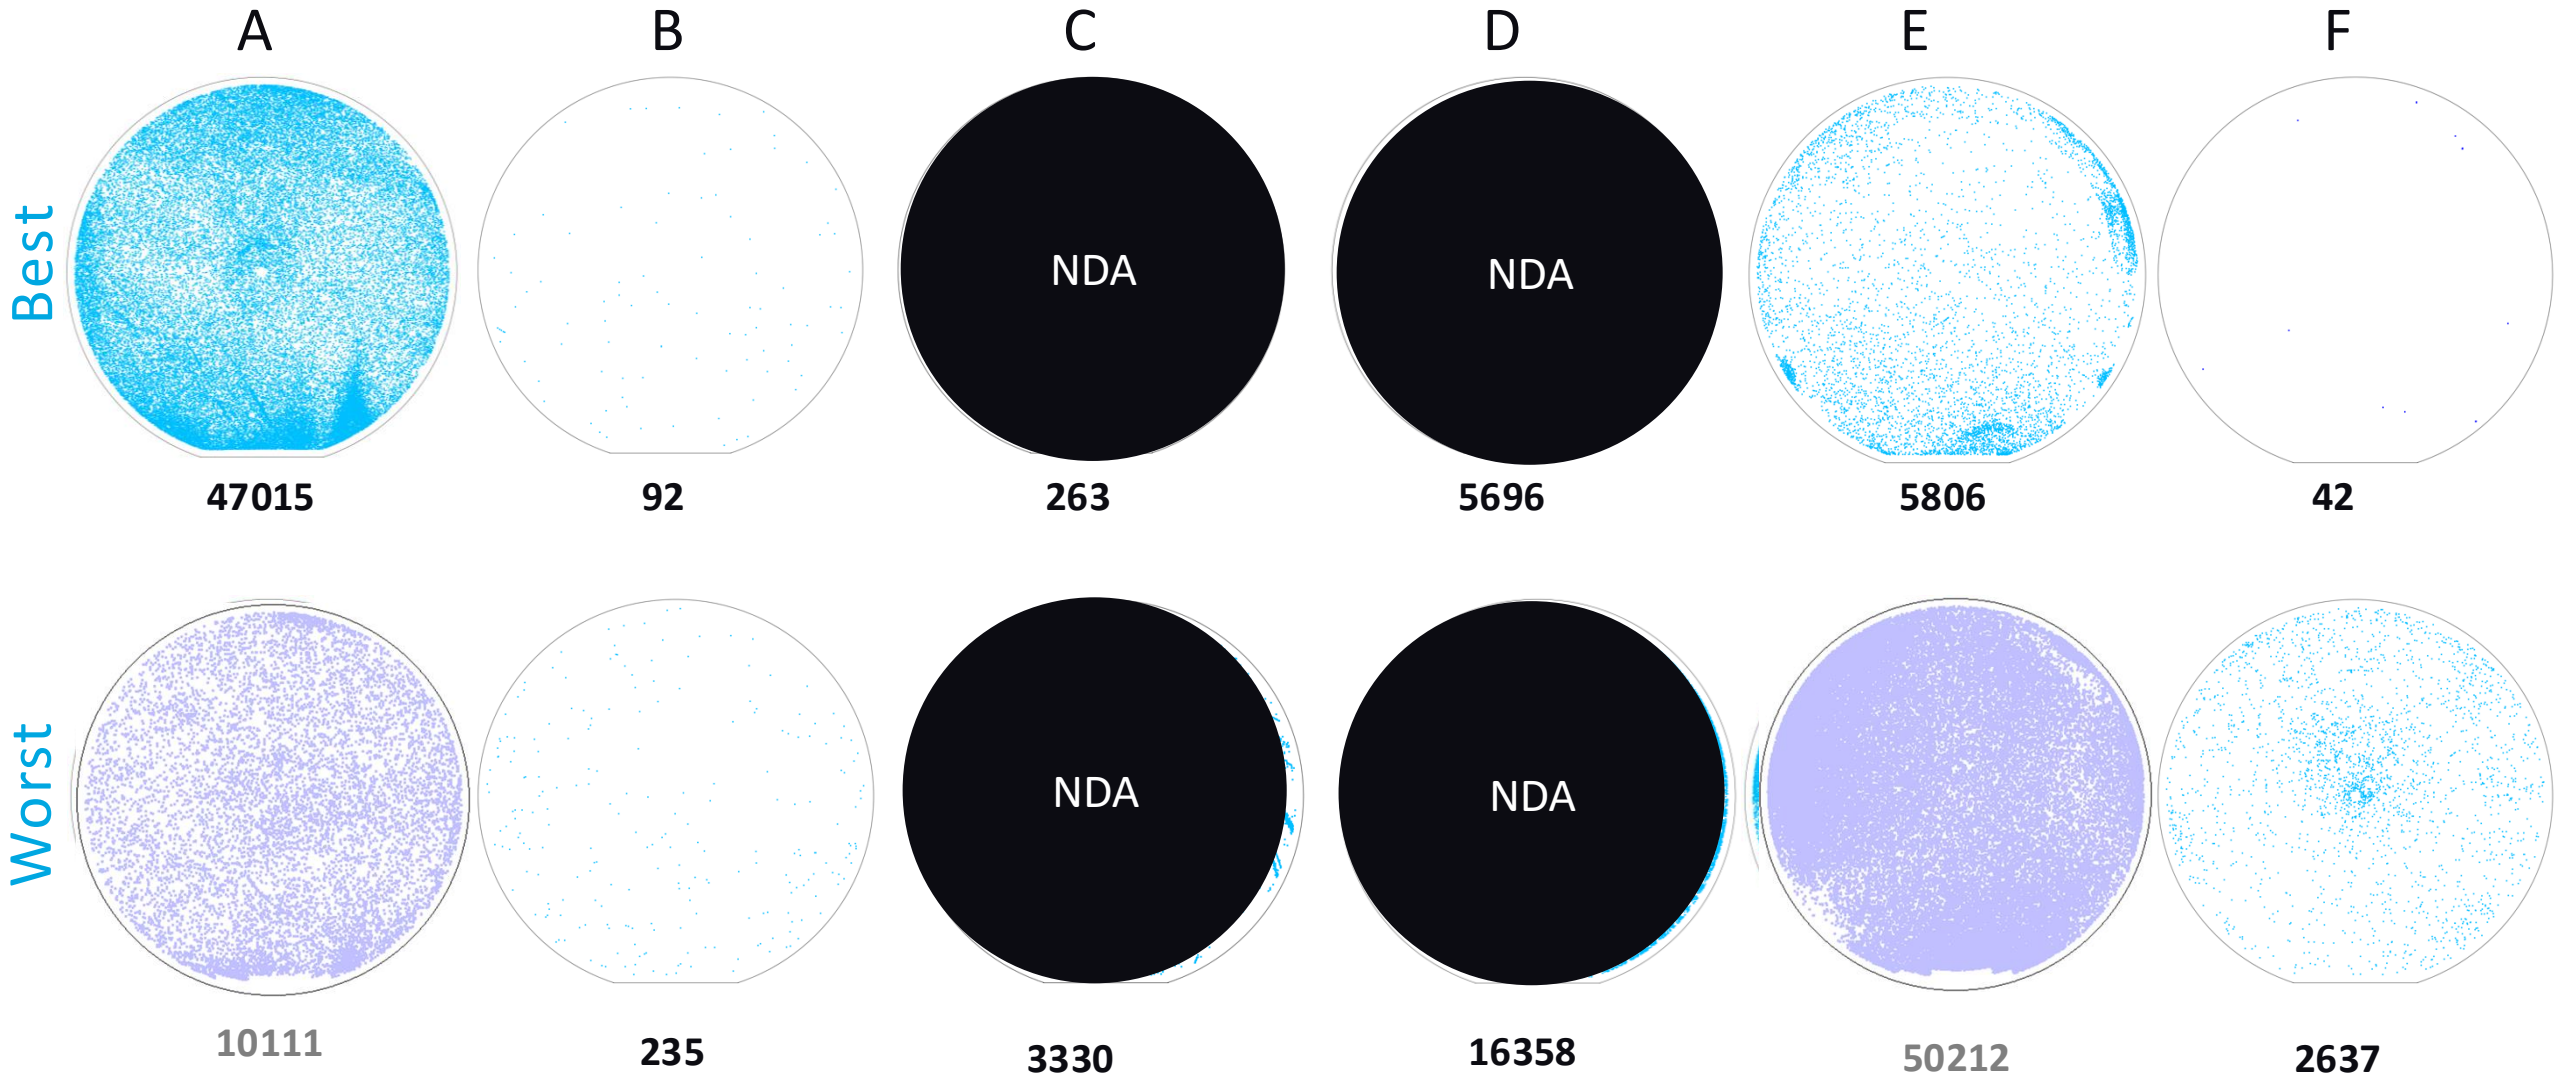 A B C D E F
Best
NDA NDA
47015 92 263 5696 5806 42
Worst
NDA NDA
10111 235 3330 16358 50212 2637